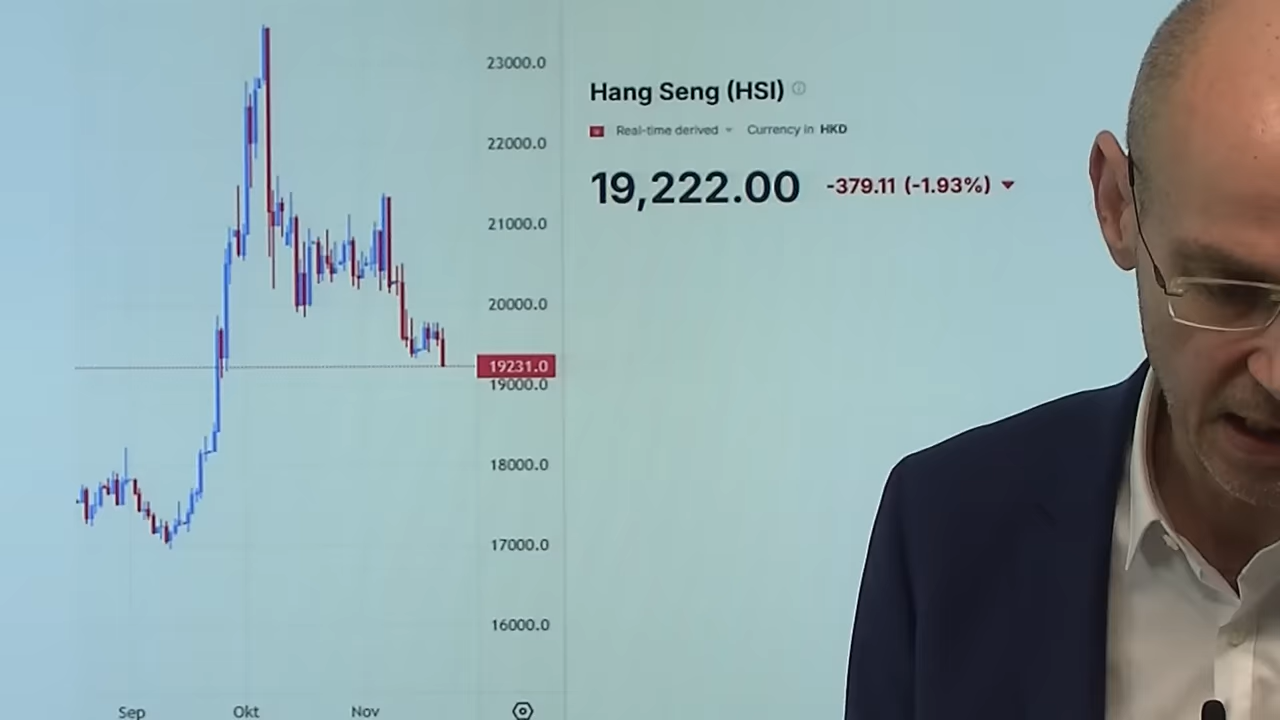 23000.0
22000.0
21000.0
20000.0
19231.0
19000.0
18000.0
17000.0
16000.0
Sep Okt Nov
Hang Seng (HSI)
Real-time derived Currency in HKD
19,222.00 -379.11 (-1.93%)